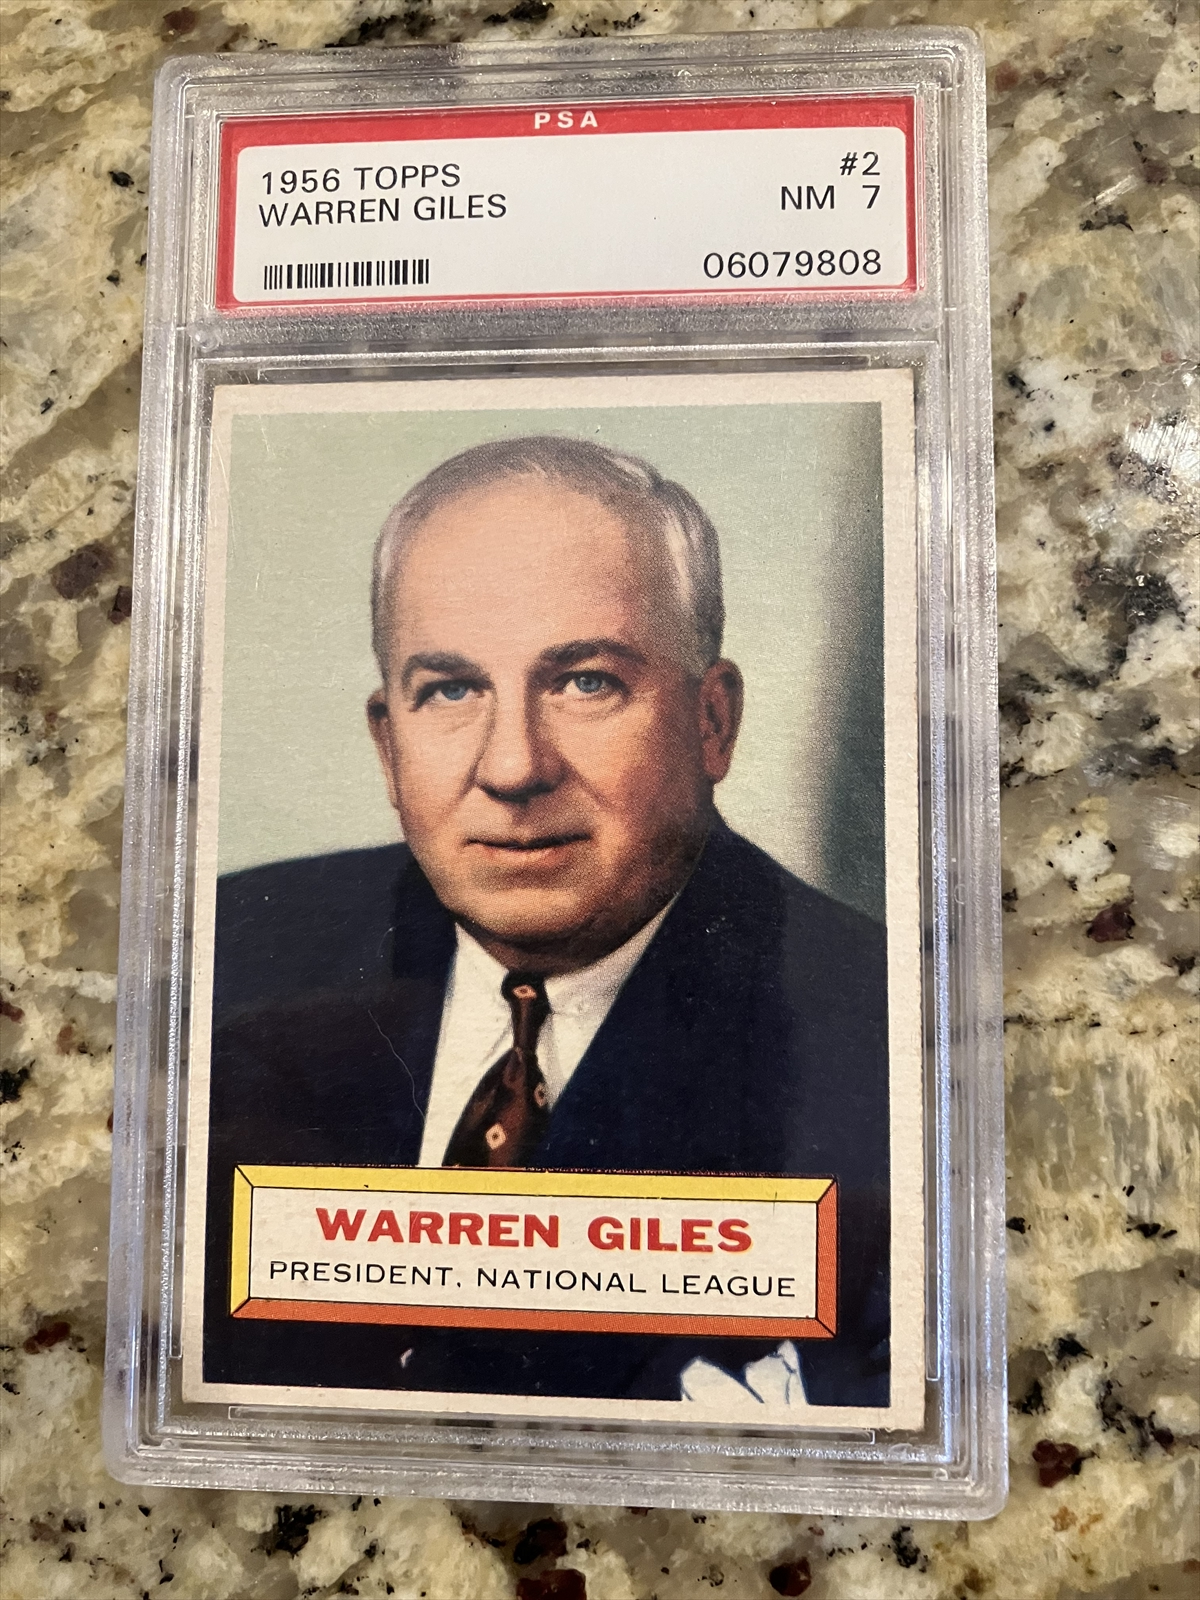 PSA
1956 TOPPS #2
WARREN GILES NM 7
06079808
WARREN GILES
PRESIDENT, NATIONAL LEAGUE